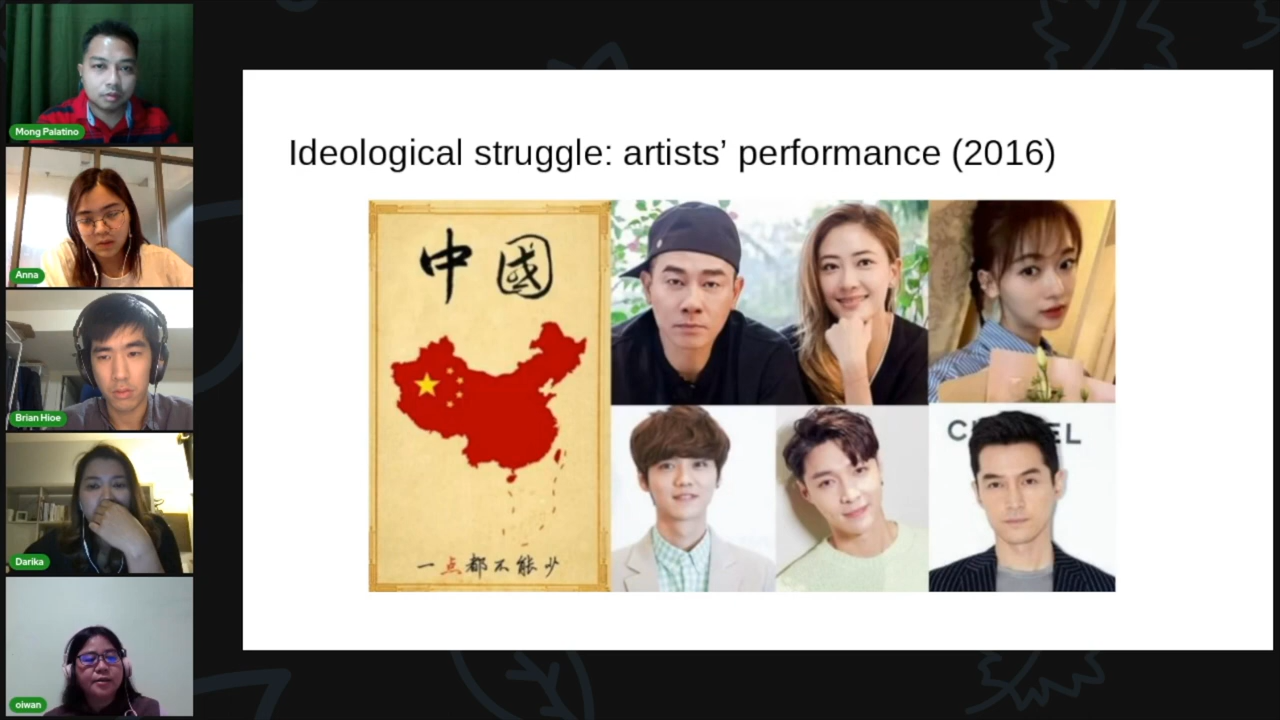 Mong Palatino
Anna
Brian Hioe
Darika
oiwan
Ideological struggle: artists’ performance (2016)
中國
一点都不能少